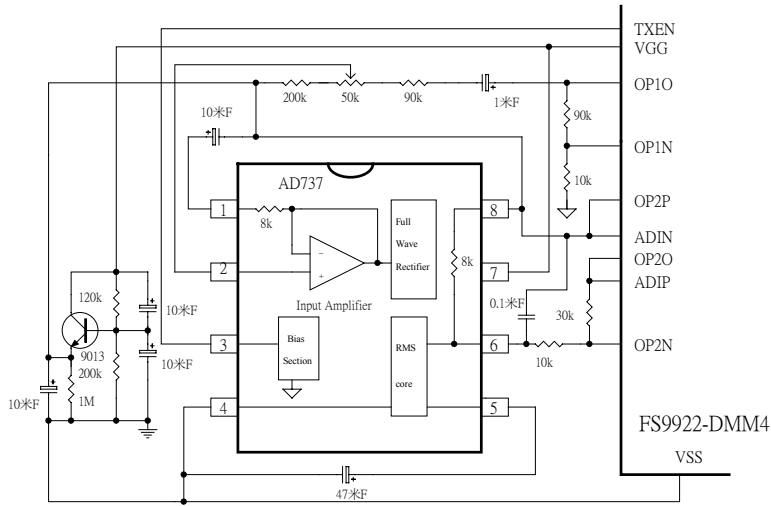 TXEN
VGG
OP1O
200k
50k
90k
1米F
90k
10米F
OP1N
10k
AD737
OP2P
1
8k
Full
Wave
Rectifier
8
ADIN
OP2O
ADIP
2
−
+
8k
7
120k
10米F
Input Amplifier
0.1米F
30k
3
Bias
Section
RMS
core
6
OP2N
9013
10米F
10k
200k
10米F
1M
4
5
FS9922-DMM4
VSS
47米F